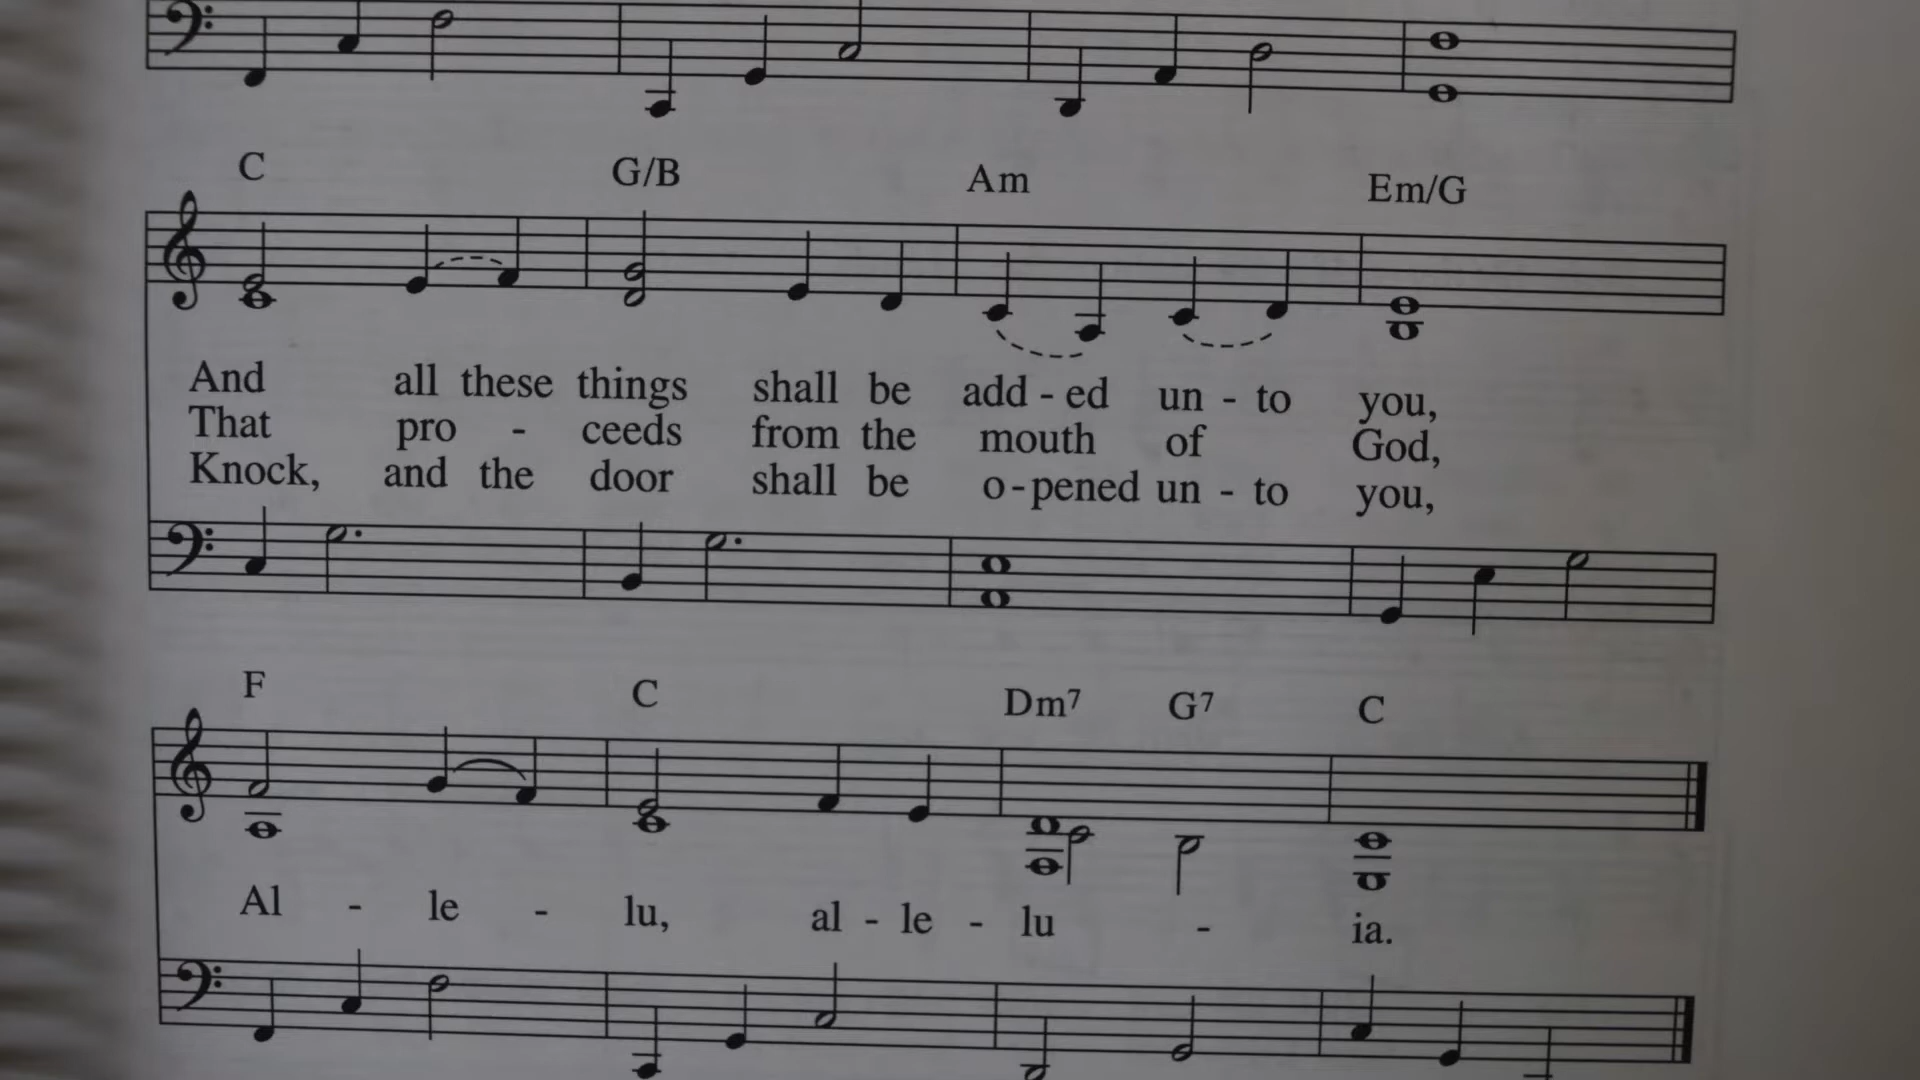 C G/B Am Em/G
And all these things shall be add - ed un - to you,
That pro - ceeds from the mouth of God,
Knock, and the door shall be o - pened un - to you,
F C Dm7 G7 C
Al - le - lu, al - le - lu - ia.